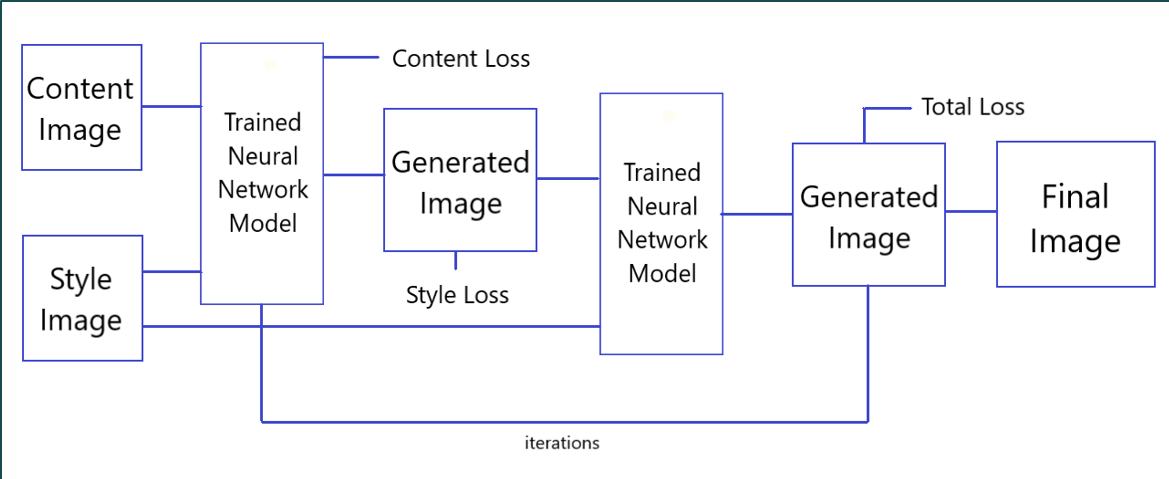 Content
Image
Trained
Neural
Network
Model
Content Loss
Generated
Image
Style Loss
Style
Image
Trained
Neural
Network
Model
Total Loss
Generated
Image
Final
Image
iterations